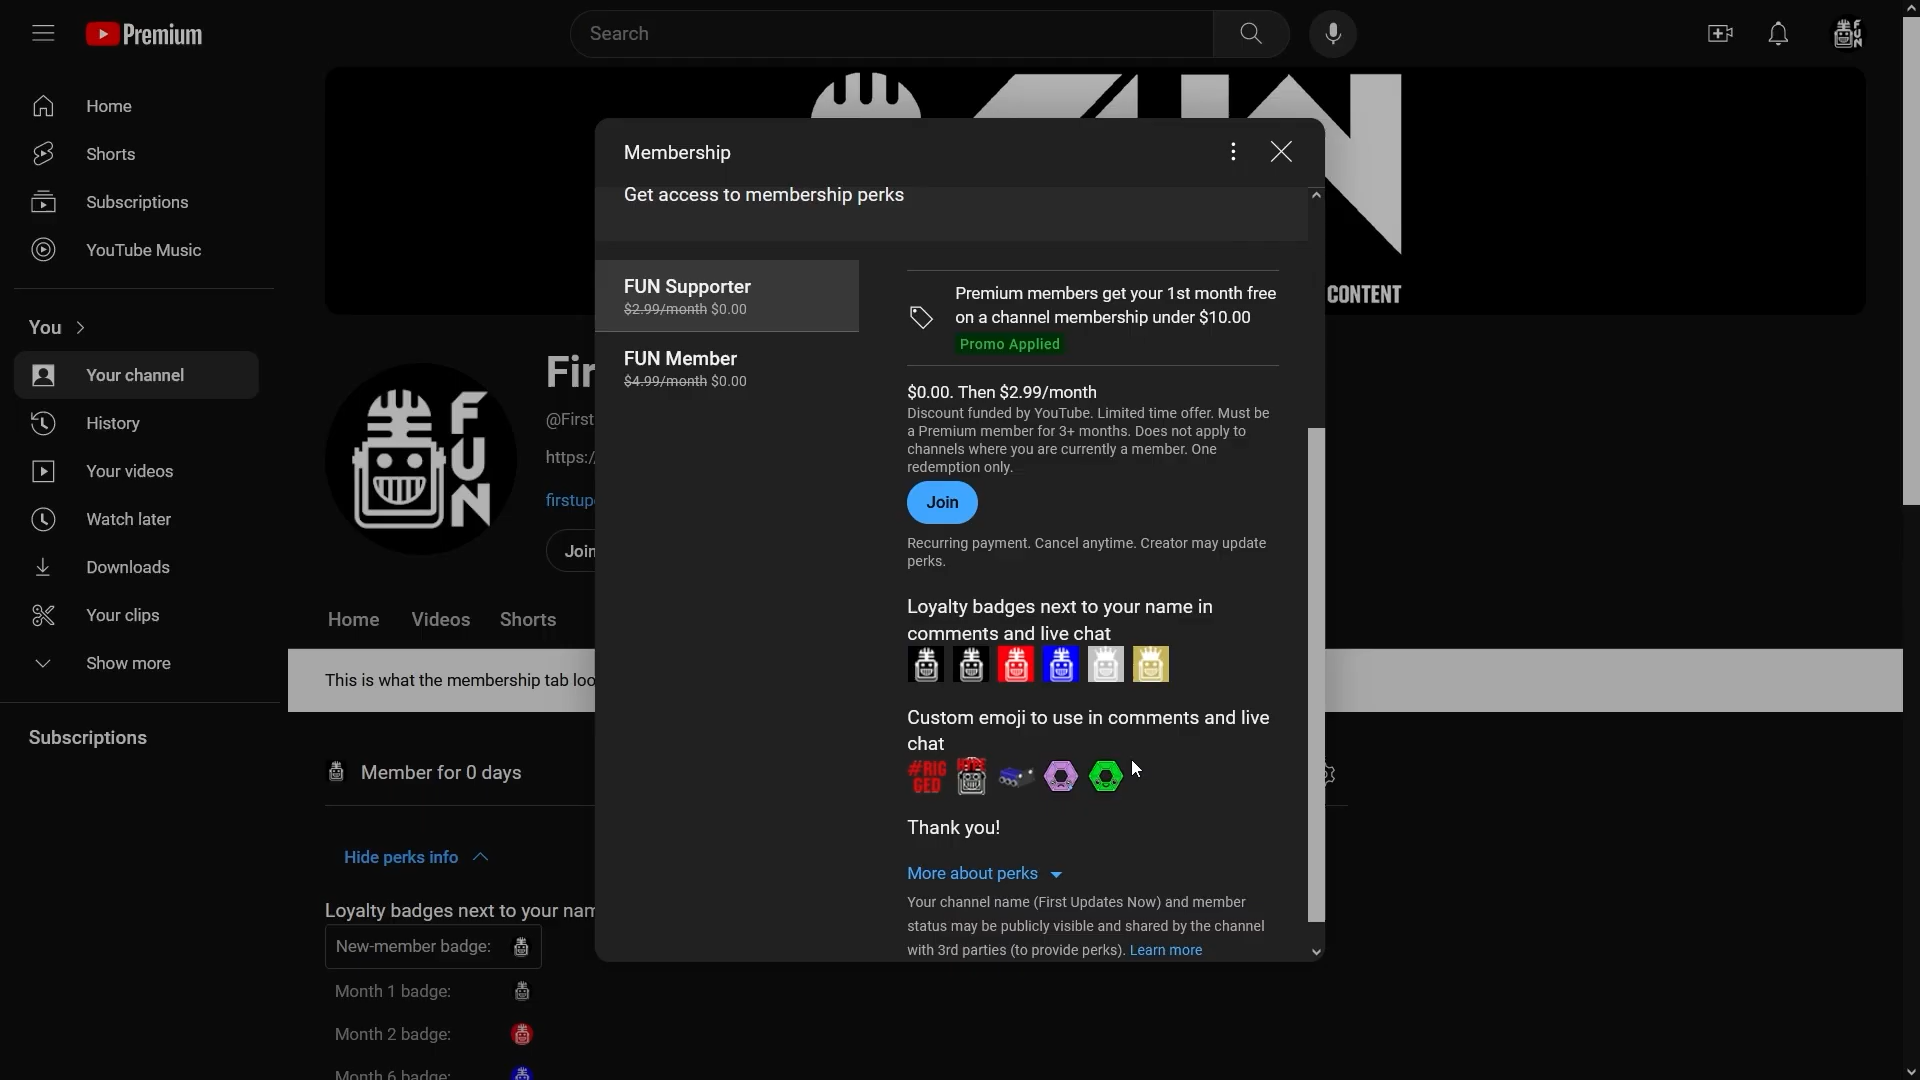 Premium
Search
Home
Shorts
Subscriptions
YouTube Music
You
Your channel
History
Your videos
Watch later
Downloads
Your clips
Show more
Subscriptions
FUN
CONTENT
FUN
Fir
@First
https:/
firstup
Join
Home Videos Shorts
This is what the membership tab loo
Member for 0 days
Hide perks info
Loyalty badges next to your nam
New-member badge:
Month 1 badge:
Month 2 badge:
Month 6 badge:
Membership
Get access to membership perks
FUN Supporter
$2.99/month $0.00
FUN Member
$4.99/month $0.00
Premium members get your 1st month free
on a channel membership under $10.00
Promo Applied
$0.00. Then $2.99/month
Discount funded by YouTube. Limited time offer. Must be
a Premium member for 3+ months. Does not apply to
channels where you are currently a member. One
redemption only.
Join
Recurring payment. Cancel anytime. Creator may update
perks.
Loyalty badges next to your name in
comments and live chat
Custom emoji to use in comments and live
chat
#RIG
GED
HYPE
Thank you!
More about perks
Your channel name (First Updates Now) and member
status may be publicly visible and shared by the channel
with 3rd parties (to provide perks). Learn more